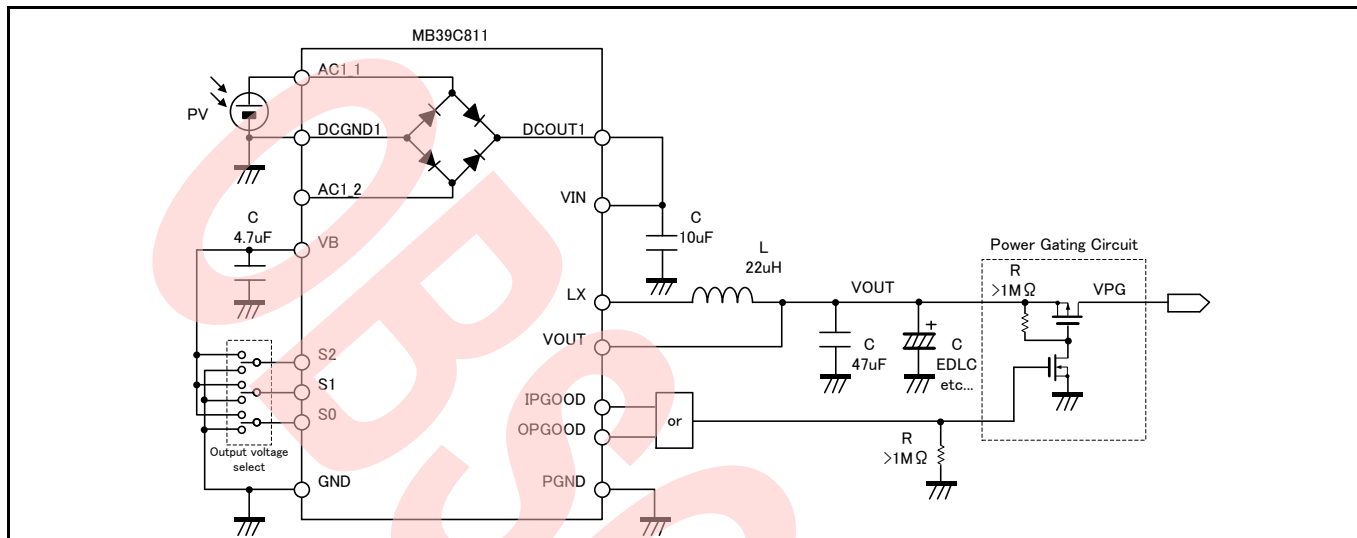 MB39C811
AC1_1
PV
DCGND1
DCOUT1
AC1_2
VIN
C
4.7uF
VB
C
10uF
L
22uH
Power Gating Circuit
R
>1MΩ
VPG
LX
VOUT
VOUT
+
C
47uF
C
EDLC
etc...
S2
S1
S0
IPGOOD
OPGOOD
or
Output voltage
select
R
>1MΩ
GND
PGND
OBSO